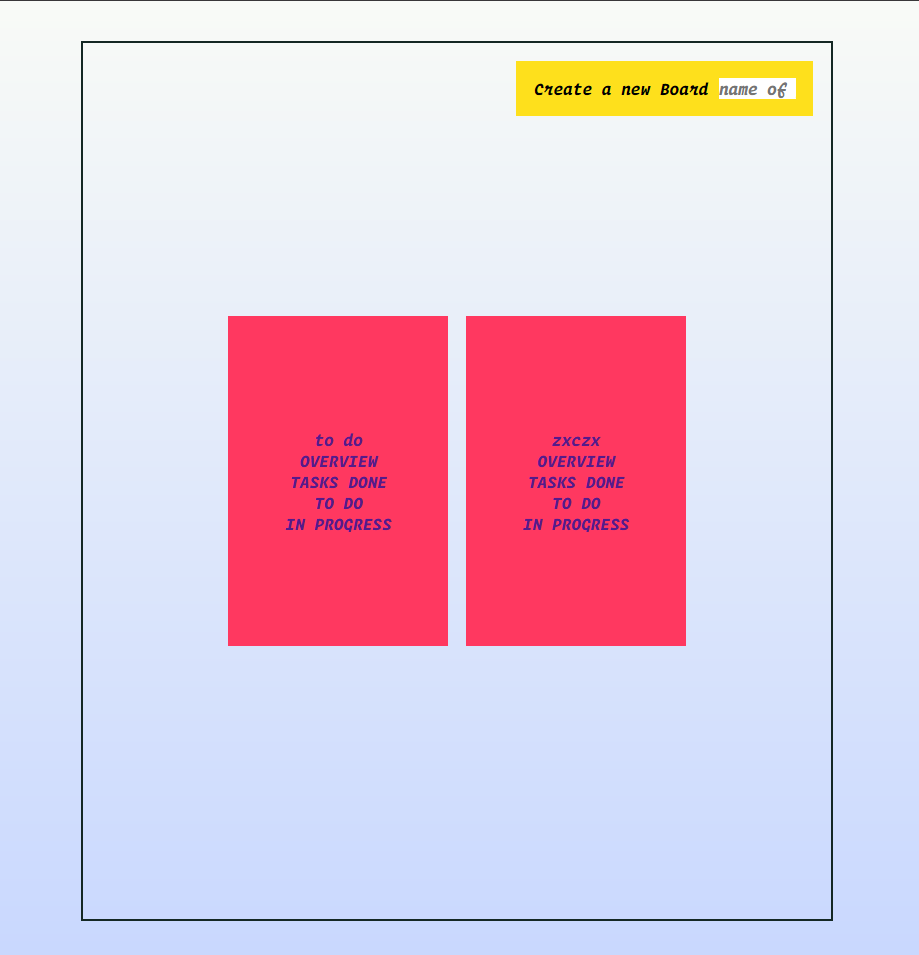 Create a new Board name of
to do
OVERVIEW
TASKS DONE
TO DO
IN PROGRESS
zxczx
OVERVIEW
TASKS DONE
TO DO
IN PROGRESS